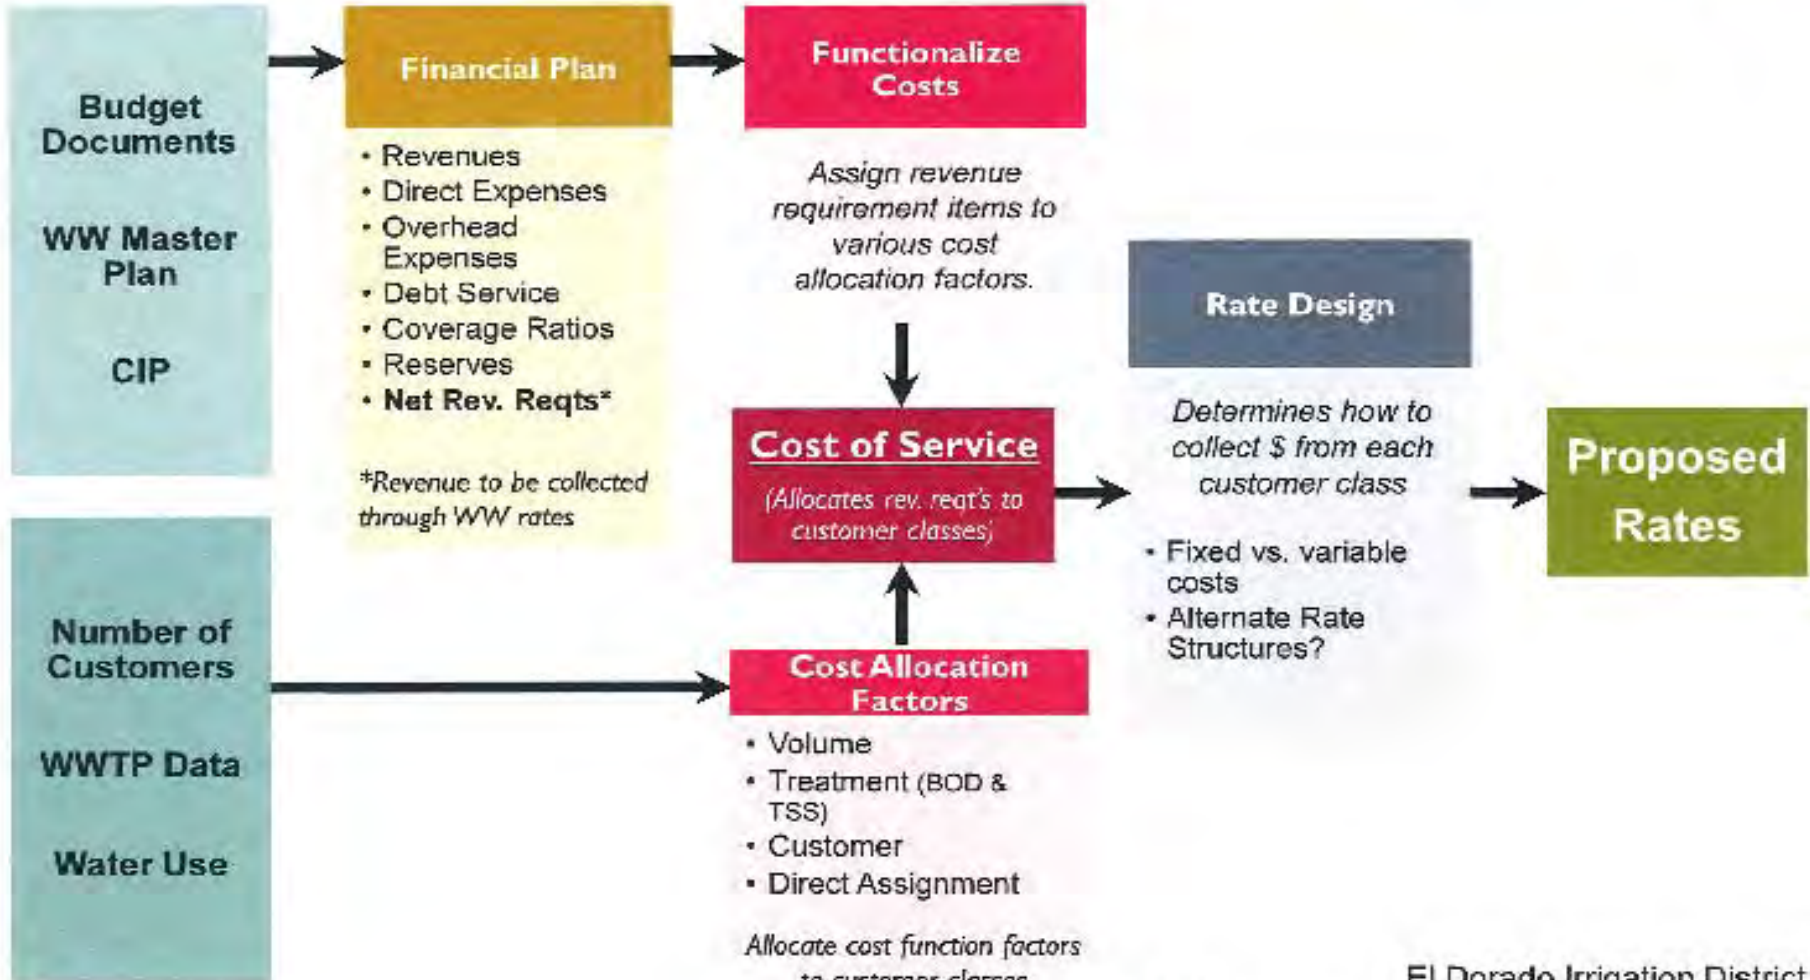 Budget
Documents
WW Master
Plan
CIP
Financial Plan
• Revenues
• Direct Expenses
• Overhead
Expenses
• Debt Service
• Coverage Ratios
• Reserves
• Net Rev. Reqts*
*Revenue to be collected
through WW rates
Functionalize
Costs
Assign revenue
requirement items to
various cost
allocation factors.
Cost of Service
(Allocates rev. reqt's to
customer classes)
Number of
Customers
WWTP Data
Water Use
Cost Allocation
Factors
• Volume
• Treatment (BOD &
TSS)
• Customer
• Direct Assignment
Allocate cost function factors
to customer classes
Rate Design
Determines how to
collect $ from each
customer class
• Fixed vs. variable
costs
• Alternate Rate
Structures?
Proposed
Rates
El Dorado Irrigation District